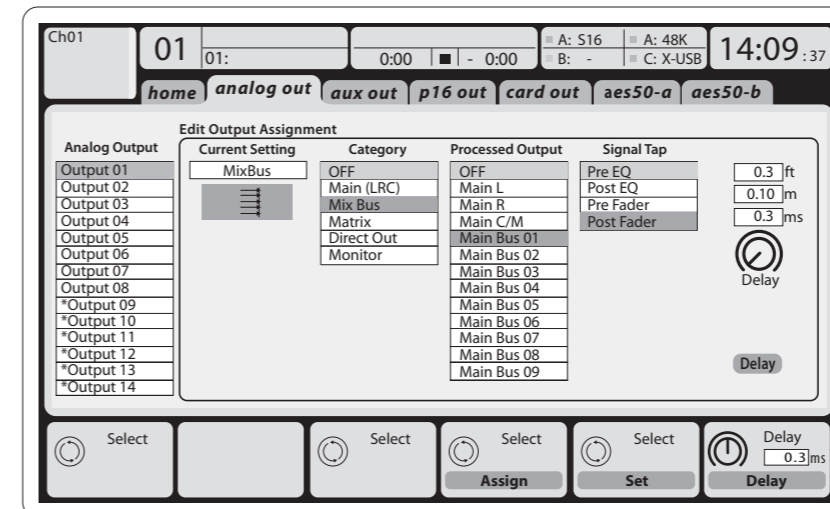 Ch01
01
01:
0:00 - 0:00
A: S16
B: -
A: 48K
C: X-USB
14:09 :37
home analog out aux out p16 out card out aes50-a aes50-b
Edit Output Assignment
Analog Output
Output 01
Output 02
Output 03
Output 04
Output 05
Output 06
Output 07
Output 08
*Output 09
*Output 10
*Output 11
*Output 12
*Output 13
*Output 14
Current Setting
MixBus
Category
OFF
Main (LRC)
Mix Bus
Matrix
Direct Out
Monitor
Processed Output
OFF
Main L
Main R
Main C/M
Main Bus 01
Main Bus 02
Main Bus 03
Main Bus 04
Main Bus 05
Main Bus 06
Main Bus 07
Main Bus 08
Main Bus 09
Signal Tap
Pre EQ
Post EQ
Pre Fader
Post Fader
0.3 ft
0.10 m
0.3 ms
Delay
Delay
Select
Select
Select
Assign
Select
Set
Delay
0.3 ms
Delay